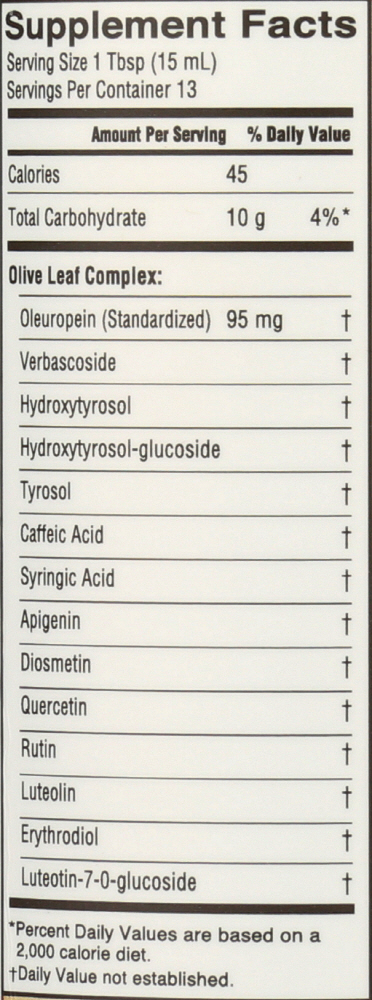 Supplement Facts
Serving Size 1 Tbsp (15 mL)
Servings Per Container 13
Amount Per Serving % Daily Value
Calories 45
Total Carbohydrate 10 g 4%*
Olive Leaf Complex:
Oleuropein (Standardized) 95 mg †
Verbascoside †
Hydroxytyrosol †
Hydroxytyrosol-glucoside †
Tyrosol †
Caffeic Acid †
Syringic Acid †
Apigenin †
Diosmetin †
Quercetin †
Rutin †
Luteolin †
Erythrodiol †
Luteotin-7-0-glucoside †
*Percent Daily Values are based on a
2,000 calorie diet.
†Daily Value not established.